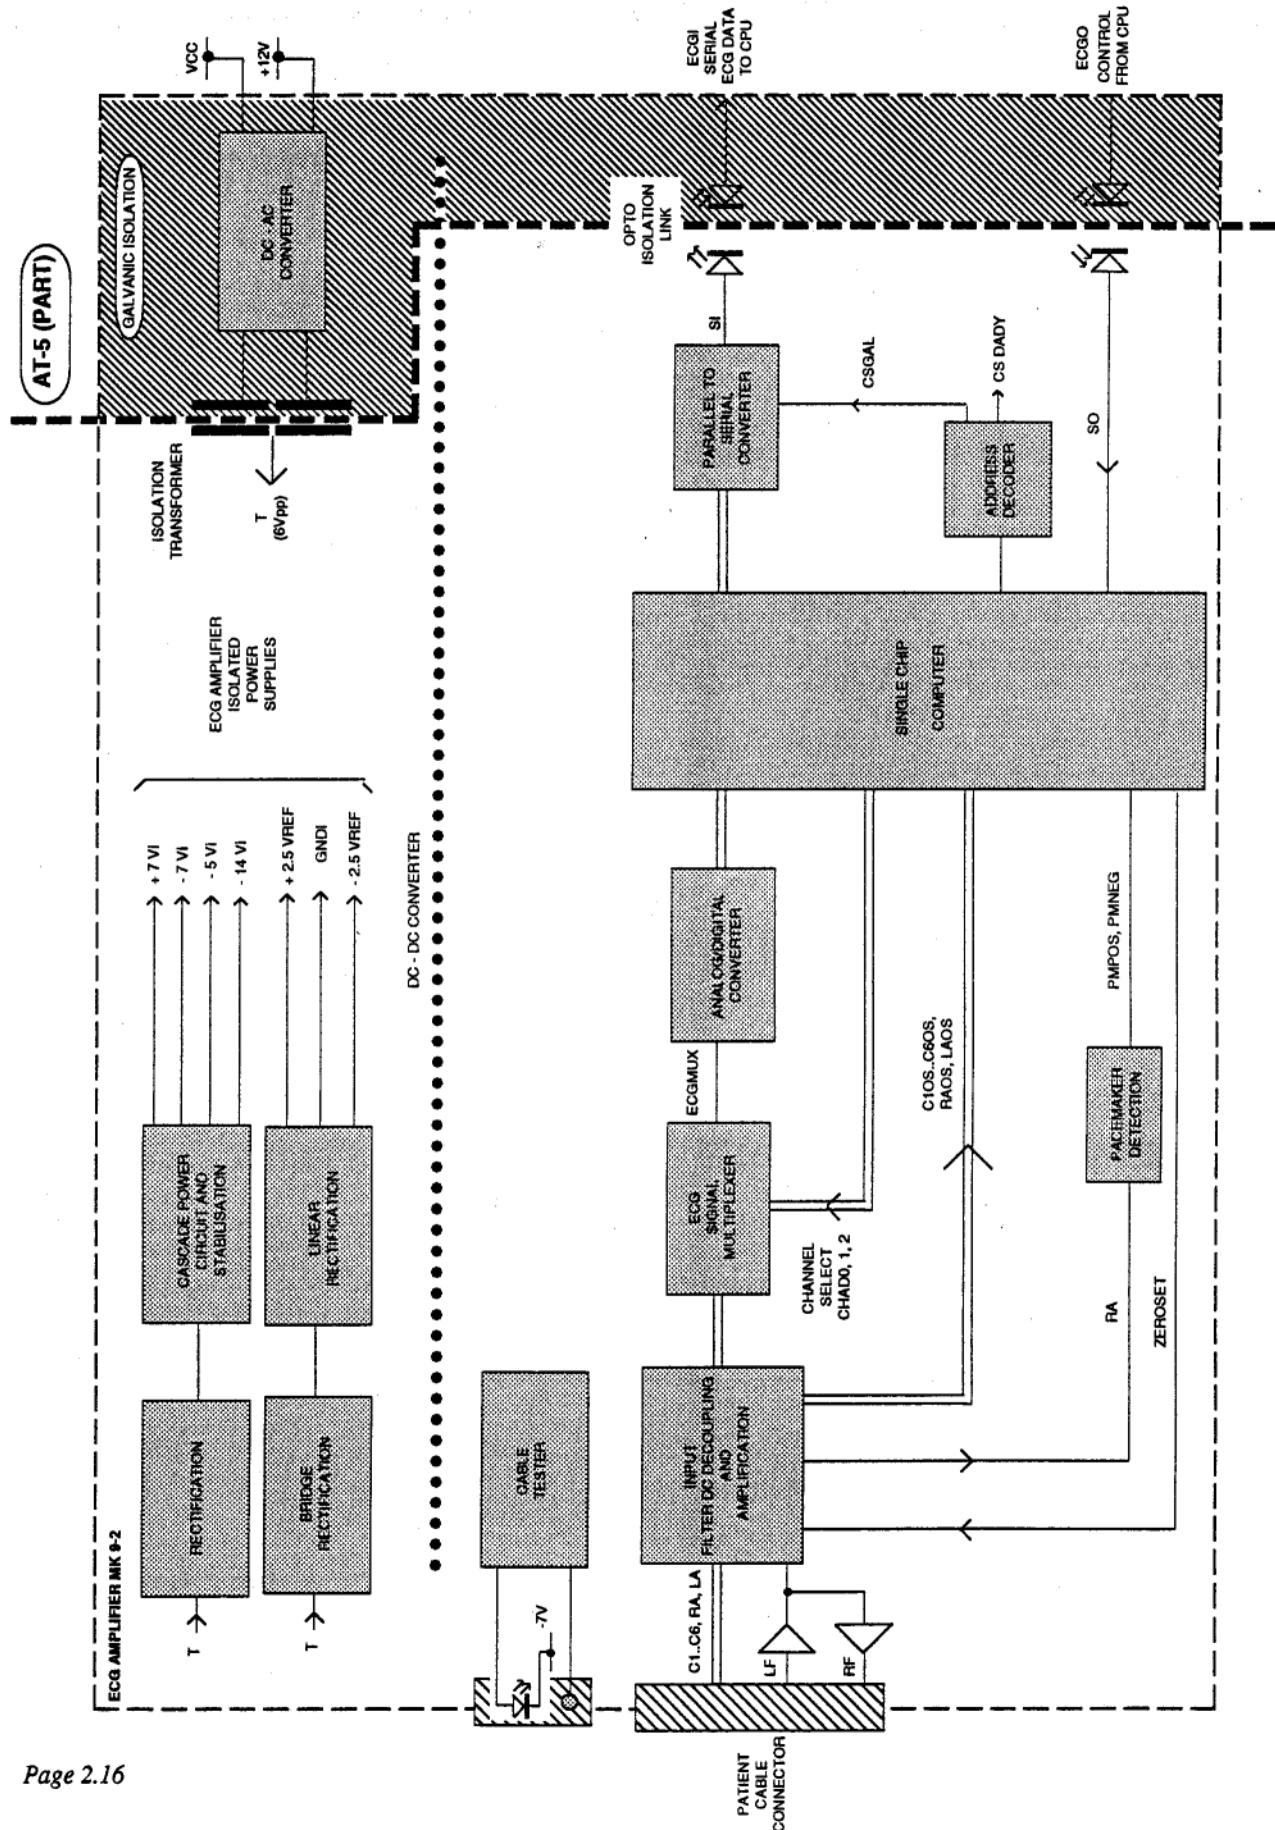 AT-5 (PART)
VCC
+12V
GALVANIC ISOLATION
DC - AC
CONVERTER
ISOLATION
TRANSFORMER
T
(6Vpp)
ECG AMPLIFIER
ISOLATED
POWER
SUPPLIES
+ 7 Vi
- 7 Vi
- 5 Vi
- 14 Vi
+ 2.5 VREF
GNDI
- 2.5 VREF
CASCADE POWER
CIRCUIT AND
STABILISATION
LINEAR
RECTIFICATION
RECTIFICATION
BRIDGE
RECTIFICATION
T
T
ECG AMPLIFIER MK 9-2
DC - DC CONVERTER
CABLE
TESTER
-7V
ECGI
SERIAL
ECG DATA
TO CPU
ECGO
CONTROL
FROM CPU
OPTO
ISOLATION
LINK
SI
PARALLEL TO
SERIAL
CONVERTER
CSGAL
CS DADY
ADDRESS
DECODER
SO
SINGLE CHIP
COMPUTER
ANALOG/DIGITAL
CONVERTER
ECGMUX
ECG
SIGNAL
MULTIPLEXER
CHANNEL
SELECT
CHAD0, 1, 2
C1OS..C6OS,
RAOS, LAOS
PMPOS, PMNEG
PACEMAKER
DETECTION
RA
ZEROSET
INPUT
FILTER DC DECOUPLING
AND
AMPLIFICATION
C1..C6, RA, LA
LF
RF
PATIENT
CABLE
CONNECTOR
Page 2.16